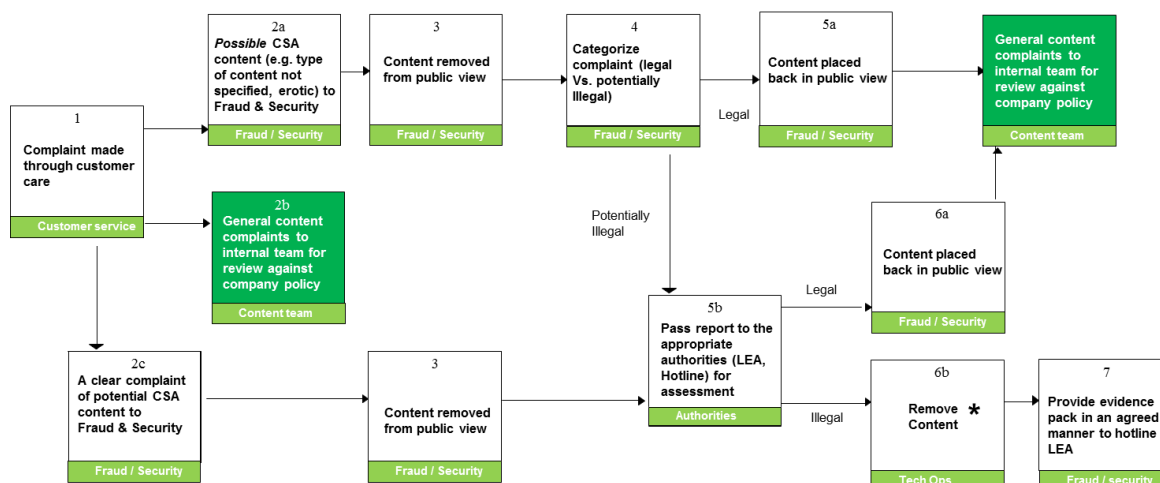 1
Complaint made
through customer
care
Customer service
2a
Possible CSA
content (e.g. type
of content not
specified, erotic) to
Fraud & Security
Fraud / Security
3
Content removed
from public view
Fraud / Security
4
Categorize
complaint (legal
Vs. potentially
Illegal)
Fraud / Security
Legal
5a
Content placed
back in public view
Fraud / Security
General content
complaints to
internal team for
review against
company policy
Content team
2b
General content
complaints to
internal team for
review against
company policy
Content team
Potentially
Illegal
6a
Content placed
back in public view
Fraud / Security
2c
A clear complaint
of potential CSA
content to
Fraud & Security
Fraud / Security
3
Content removed
from public view
Fraud / Security
5b
Pass report to the
appropriate
authorities (LEA,
Hotline) for
assessment
Authorities
Legal
Illegal
6b
Remove *
Content
Tech Ops
7
Provide evidence
pack in an agreed
manner to hotline
LEA
Fraud / security